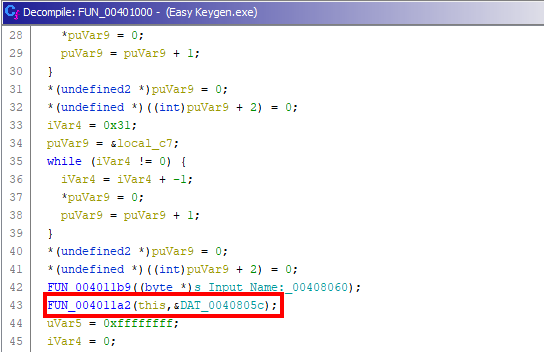 Decompile: FUN_00401000 - (Easy Keygen.exe)
28 *puVar9 = 0;
29 puVar9 = puVar9 + 1;
30 }
31 *(undefined2 *)puVar9 = 0;
32 *(undefined *)((int)puVar9 + 2) = 0;
33 iVar4 = 0x31;
34 puVar9 = &local_c7;
35 while (iVar4 != 0) {
36 iVar4 = iVar4 + -1;
37 *puVar9 = 0;
38 puVar9 = puVar9 + 1;
39 }
40 *(undefined2 *)puVar9 = 0;
41 *(undefined *)((int)puVar9 + 2) = 0;
42 FUN_004011b9((byte *)s_Input_Name:_00408060);
43 FUN_004011a2(this,&DAT_0040805c);
44 uVar5 = 0xffffffff;
45 iVar4 = 0;